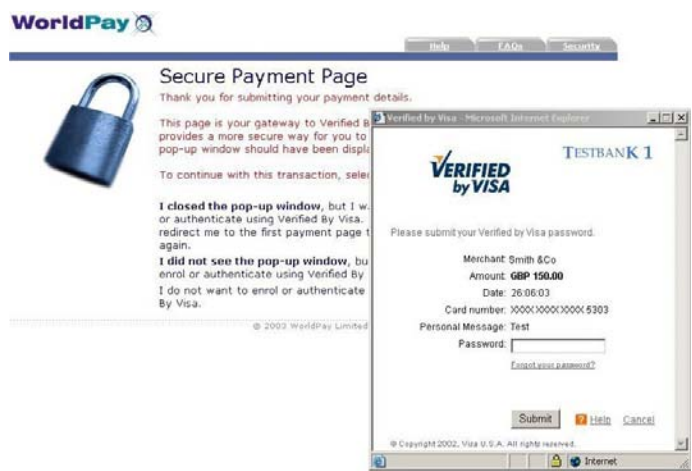 WorldPay
Help FAQs Security
Secure Payment Page
Thank you for submitting your payment details.
This page is your gateway to Verified B
provides a more secure way for you to
pop-up window should have been displa
To continue with this transaction, selec
I closed the pop-up window, but I w
or authenticate using Verified By Visa.
redirect me to the first payment page t
again.
I did not see the pop-up window, bu
enrol or authenticate using Verified By
I do not want to enrol or authenticate
By Visa.
© 2003 WorldPay Limited
Verified by Visa - Microsoft Internet Explorer
VERIFIED
by VISA
TESTBANK 1
Please submit your Verified by Visa password.
Merchant: Smith &Co
Amount: GBP 150.00
Date: 26:06:03
Card number: XXXX XXXX XXXX 5303
Personal Message: Test
Password:
Forgot your password?
Submit Help Cancel
© Copyright 2002, Visa U.S.A. All rights reserved.
Internet